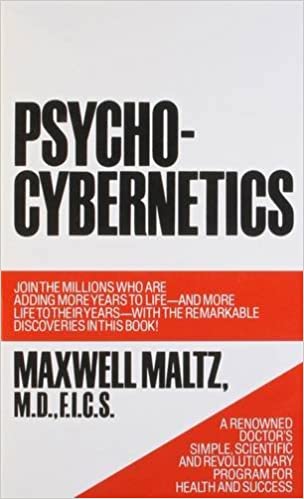 PSYCHO-
CYBERNETICS
JOIN THE MILLIONS WHO ARE
ADDING MORE YEARS TO LIFE—AND MORE
LIFE TO THEIR YEARS—WITH THE REMARKABLE
DISCOVERIES IN THIS BOOK!
MAXWELL MALTZ,
M.D., F.I.C.S.
A RENOWNED
DOCTOR'S
SIMPLE, SCIENTIFIC
AND REVOLUTIONARY
PROGRAM FOR
HEALTH AND SUCCESS